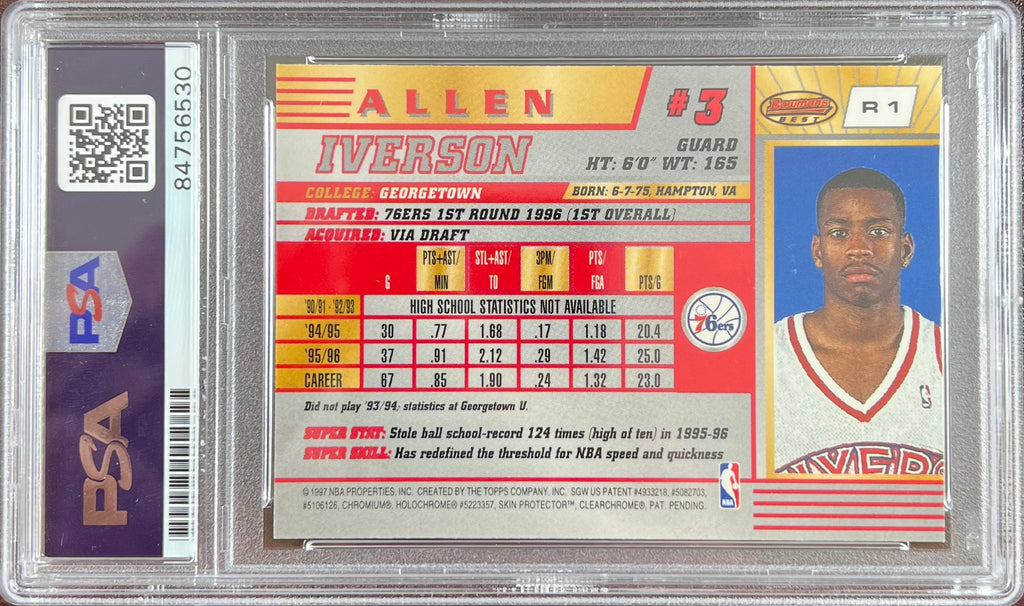 84756530
PSA
PSA
ALLEN
IVERSON
#3
GUARD
HT: 6'0" WT: 165
COLLEGE: GEORGETOWN
BORN: 6-7-75, HAMPTON, VA
DRAFTED: 76ERS 1ST ROUND 1996 (1ST OVERALL)
ACQUIRED: VIA DRAFT
G PTS+AST/ MIN STL+AST/ TO 3PM/ FGM PTS/ FGA PTS/G
'90/91 - '92/93 HIGH SCHOOL STATISTICS NOT AVAILABLE
'94/95 30 .77 1.68 .17 1.18 20.4
'95/96 37 .91 2.12 .29 1.42 25.0
CAREER 67 .85 1.90 .24 1.32 23.0
76ers
Did not play '93/94; statistics at Georgetown U.
SUPER STAT: Stole ball school-record 124 times (high of ten) in 1995-96
SUPER SKILL: Has redefined the threshold for NBA speed and quickness
© 1997 NBA PROPERTIES, INC. CREATED BY THE TOPPS COMPANY, INC. SGW US PATENT #4933218, #5082703,
#5106126, CHROMIUM®, HOLOCHROME® #5223357, SKIN PROTECTOR™, CLEARCHROME®, PAT. PENDING.
NBA
Bowman's
BEST
R1